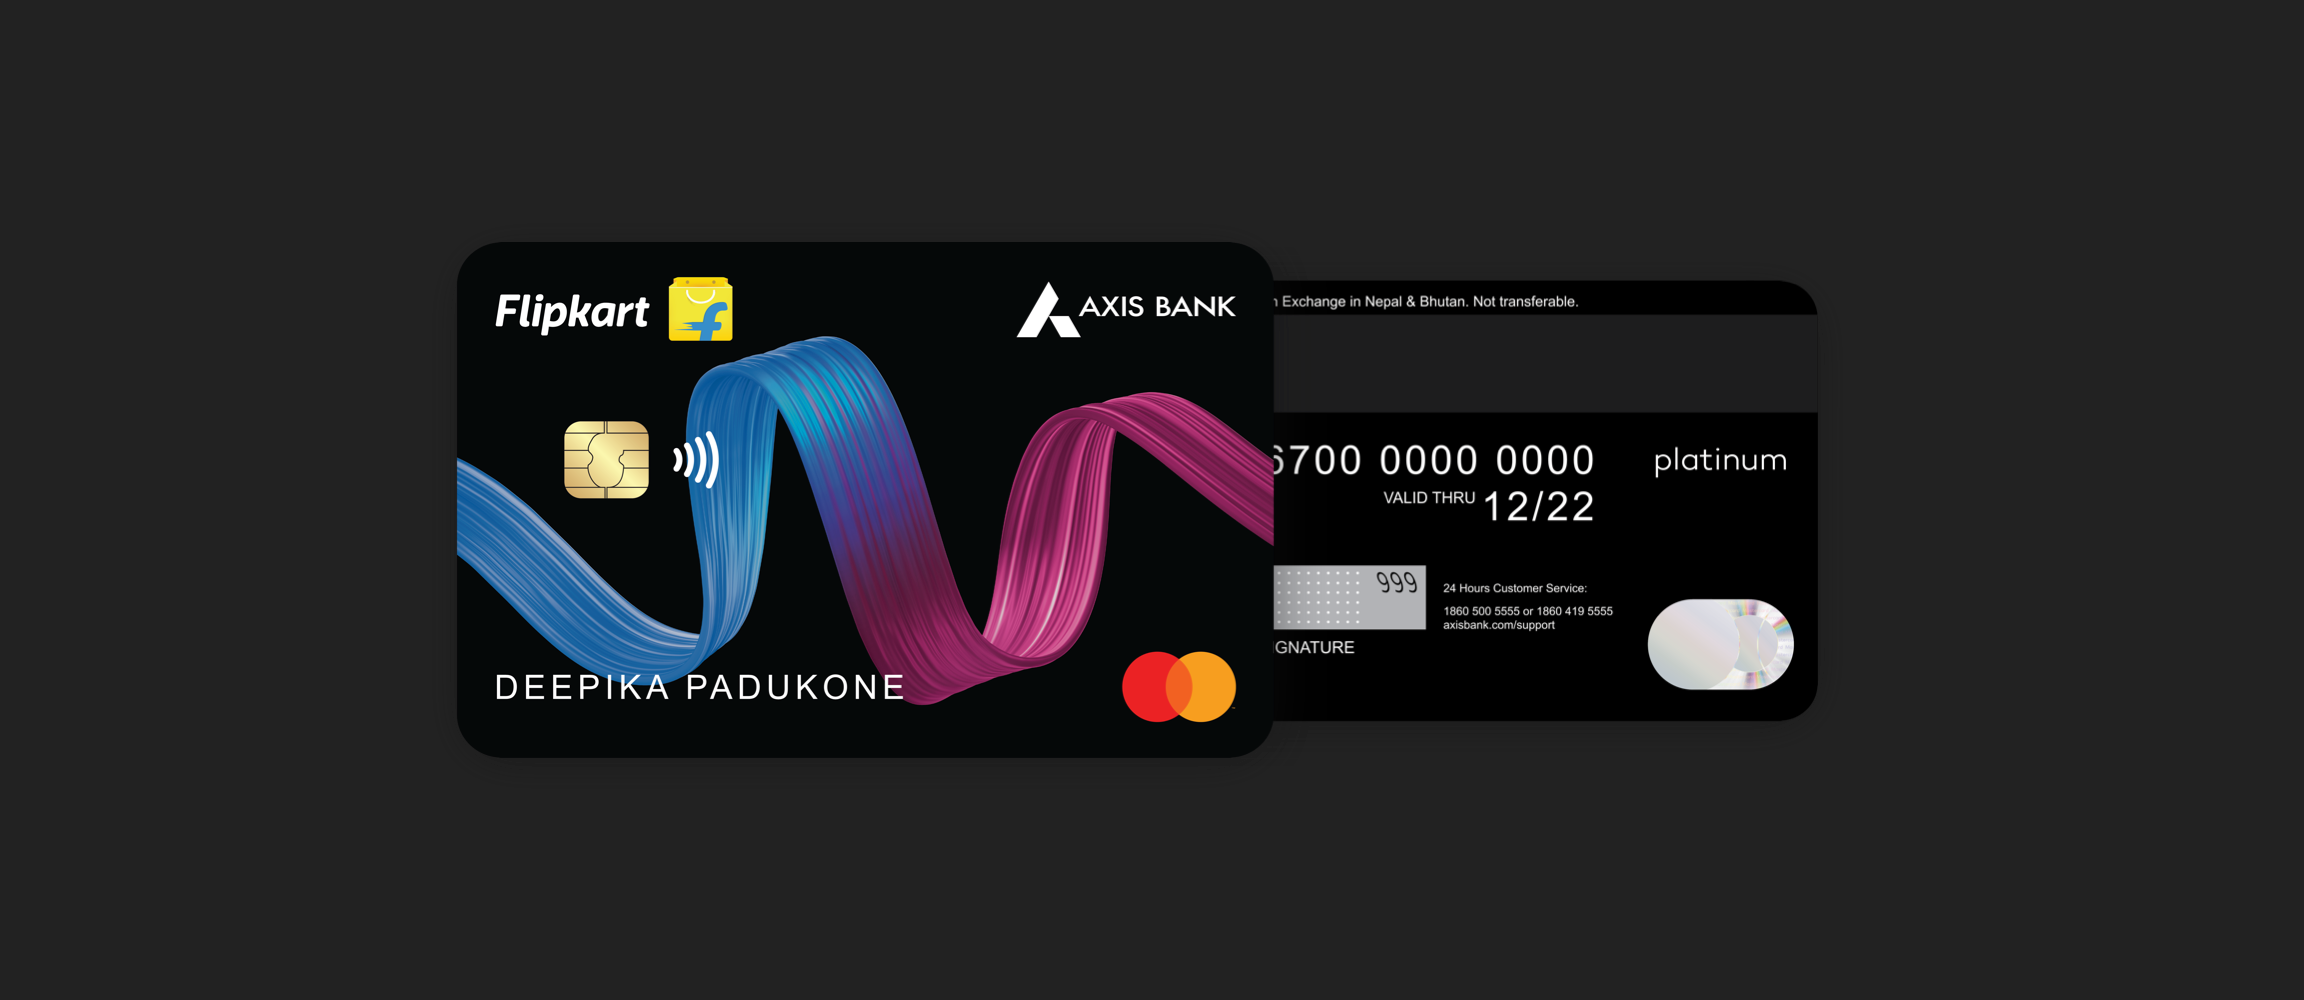 Flipkart
AXIS BANK
DEEPIKA PADUKONE
Exchange in Nepal & Bhutan. Not transferable.
6700 0000 0000
platinum
VALID THRU 12/22
999
24 Hours Customer Service:
1860 500 5555 or 1860 419 5555
axisbank.com/support
GNATURE